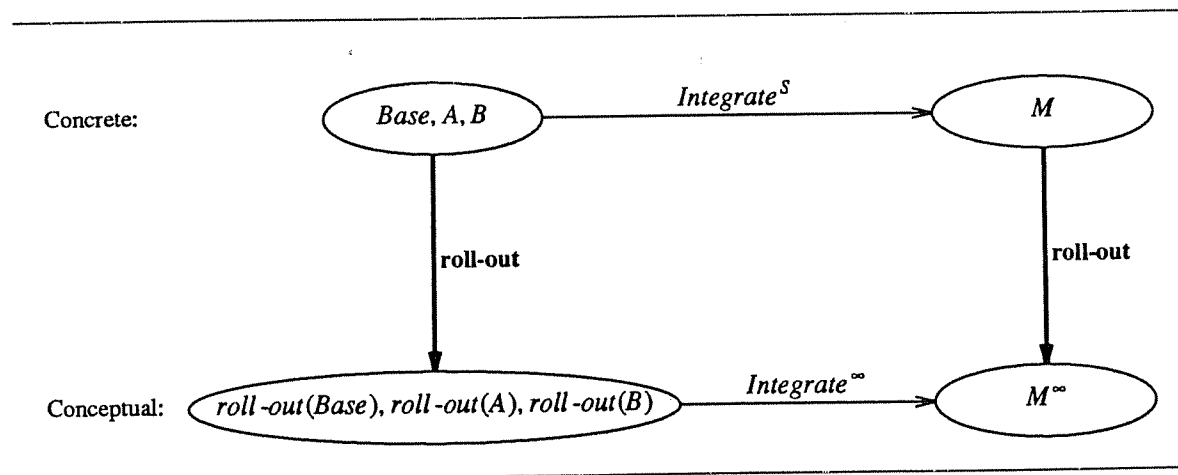 Concrete:
Base, A, B
Integrate^S
M
roll-out
roll-out
Conceptual:
roll-out(Base), roll-out(A), roll-out(B)
Integrate^∞
M^∞